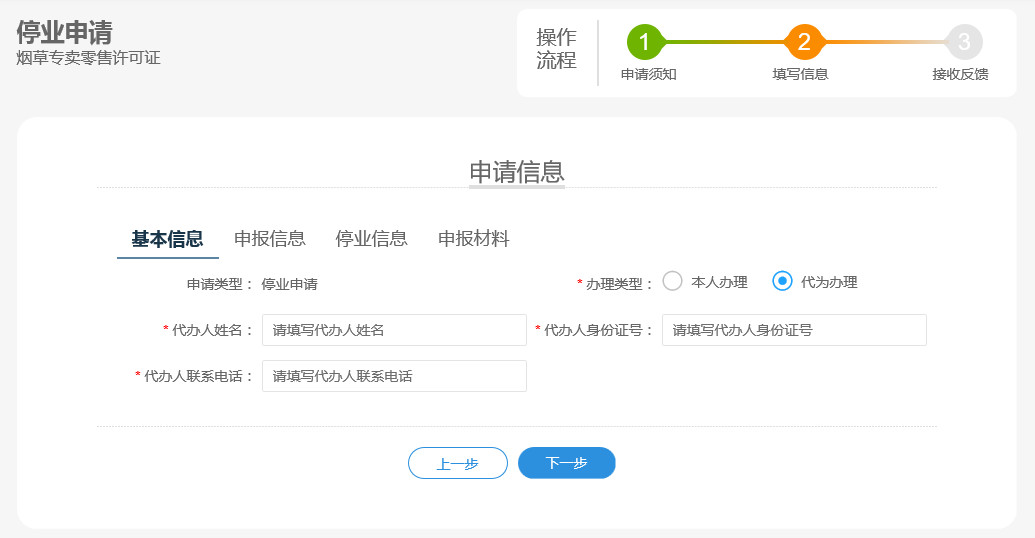 停业申请
烟草专卖零售许可证
操作
流程
1
2
3
申请须知
填写信息
接收反馈
申请信息
基本信息 申报信息 停业信息 申报材料
申请类型： 停业申请 * 办理类型： 本人办理 代为办理
* 代办人姓名： 请填写代办人姓名 * 代办人身份证号： 请填写代办人身份证号
* 代办人联系电话： 请填写代办人联系电话
上一步 下一步